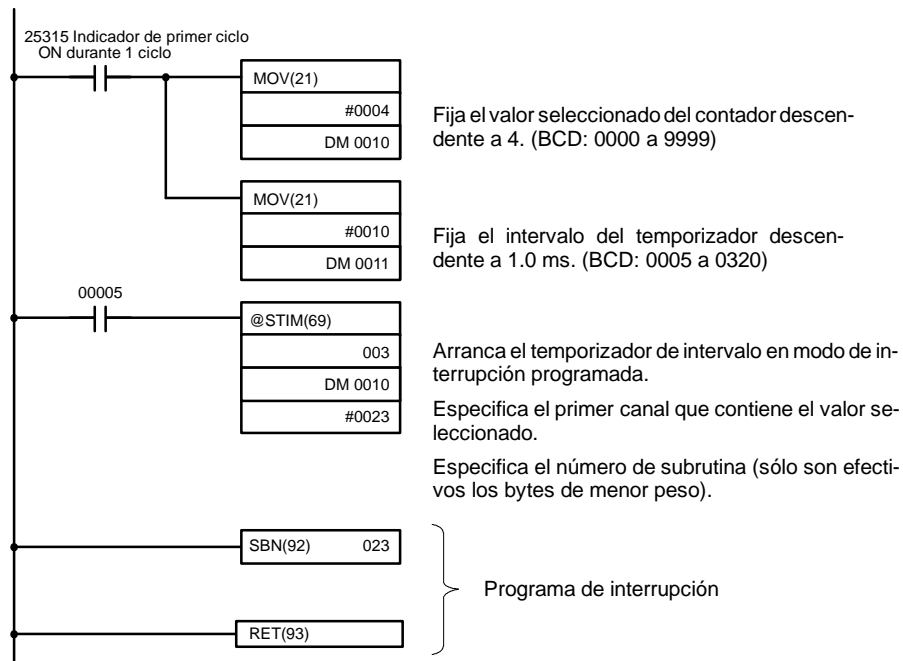 25315 Indicador de primer ciclo
ON durante 1 ciclo
MOV(21)
#0004
DM 0010
Fija el valor seleccionado del contador descen-
dente a 4. (BCD: 0000 a 9999)
MOV(21)
#0010
DM 0011
Fija el intervalo del temporizador descen-
dente a 1.0 ms. (BCD: 0005 a 0320)
00005
@STIM(69)
003
DM 0010
#0023
Arranca el temporizador de intervalo en modo de in-
terrupción programada.
Especifica el primer canal que contiene el valor se-
leccionado.
Especifica el número de subrutina (sólo son efecti-
vos los bytes de menor peso).
SBN(92) 023
Programa de interrupción
RET(93)